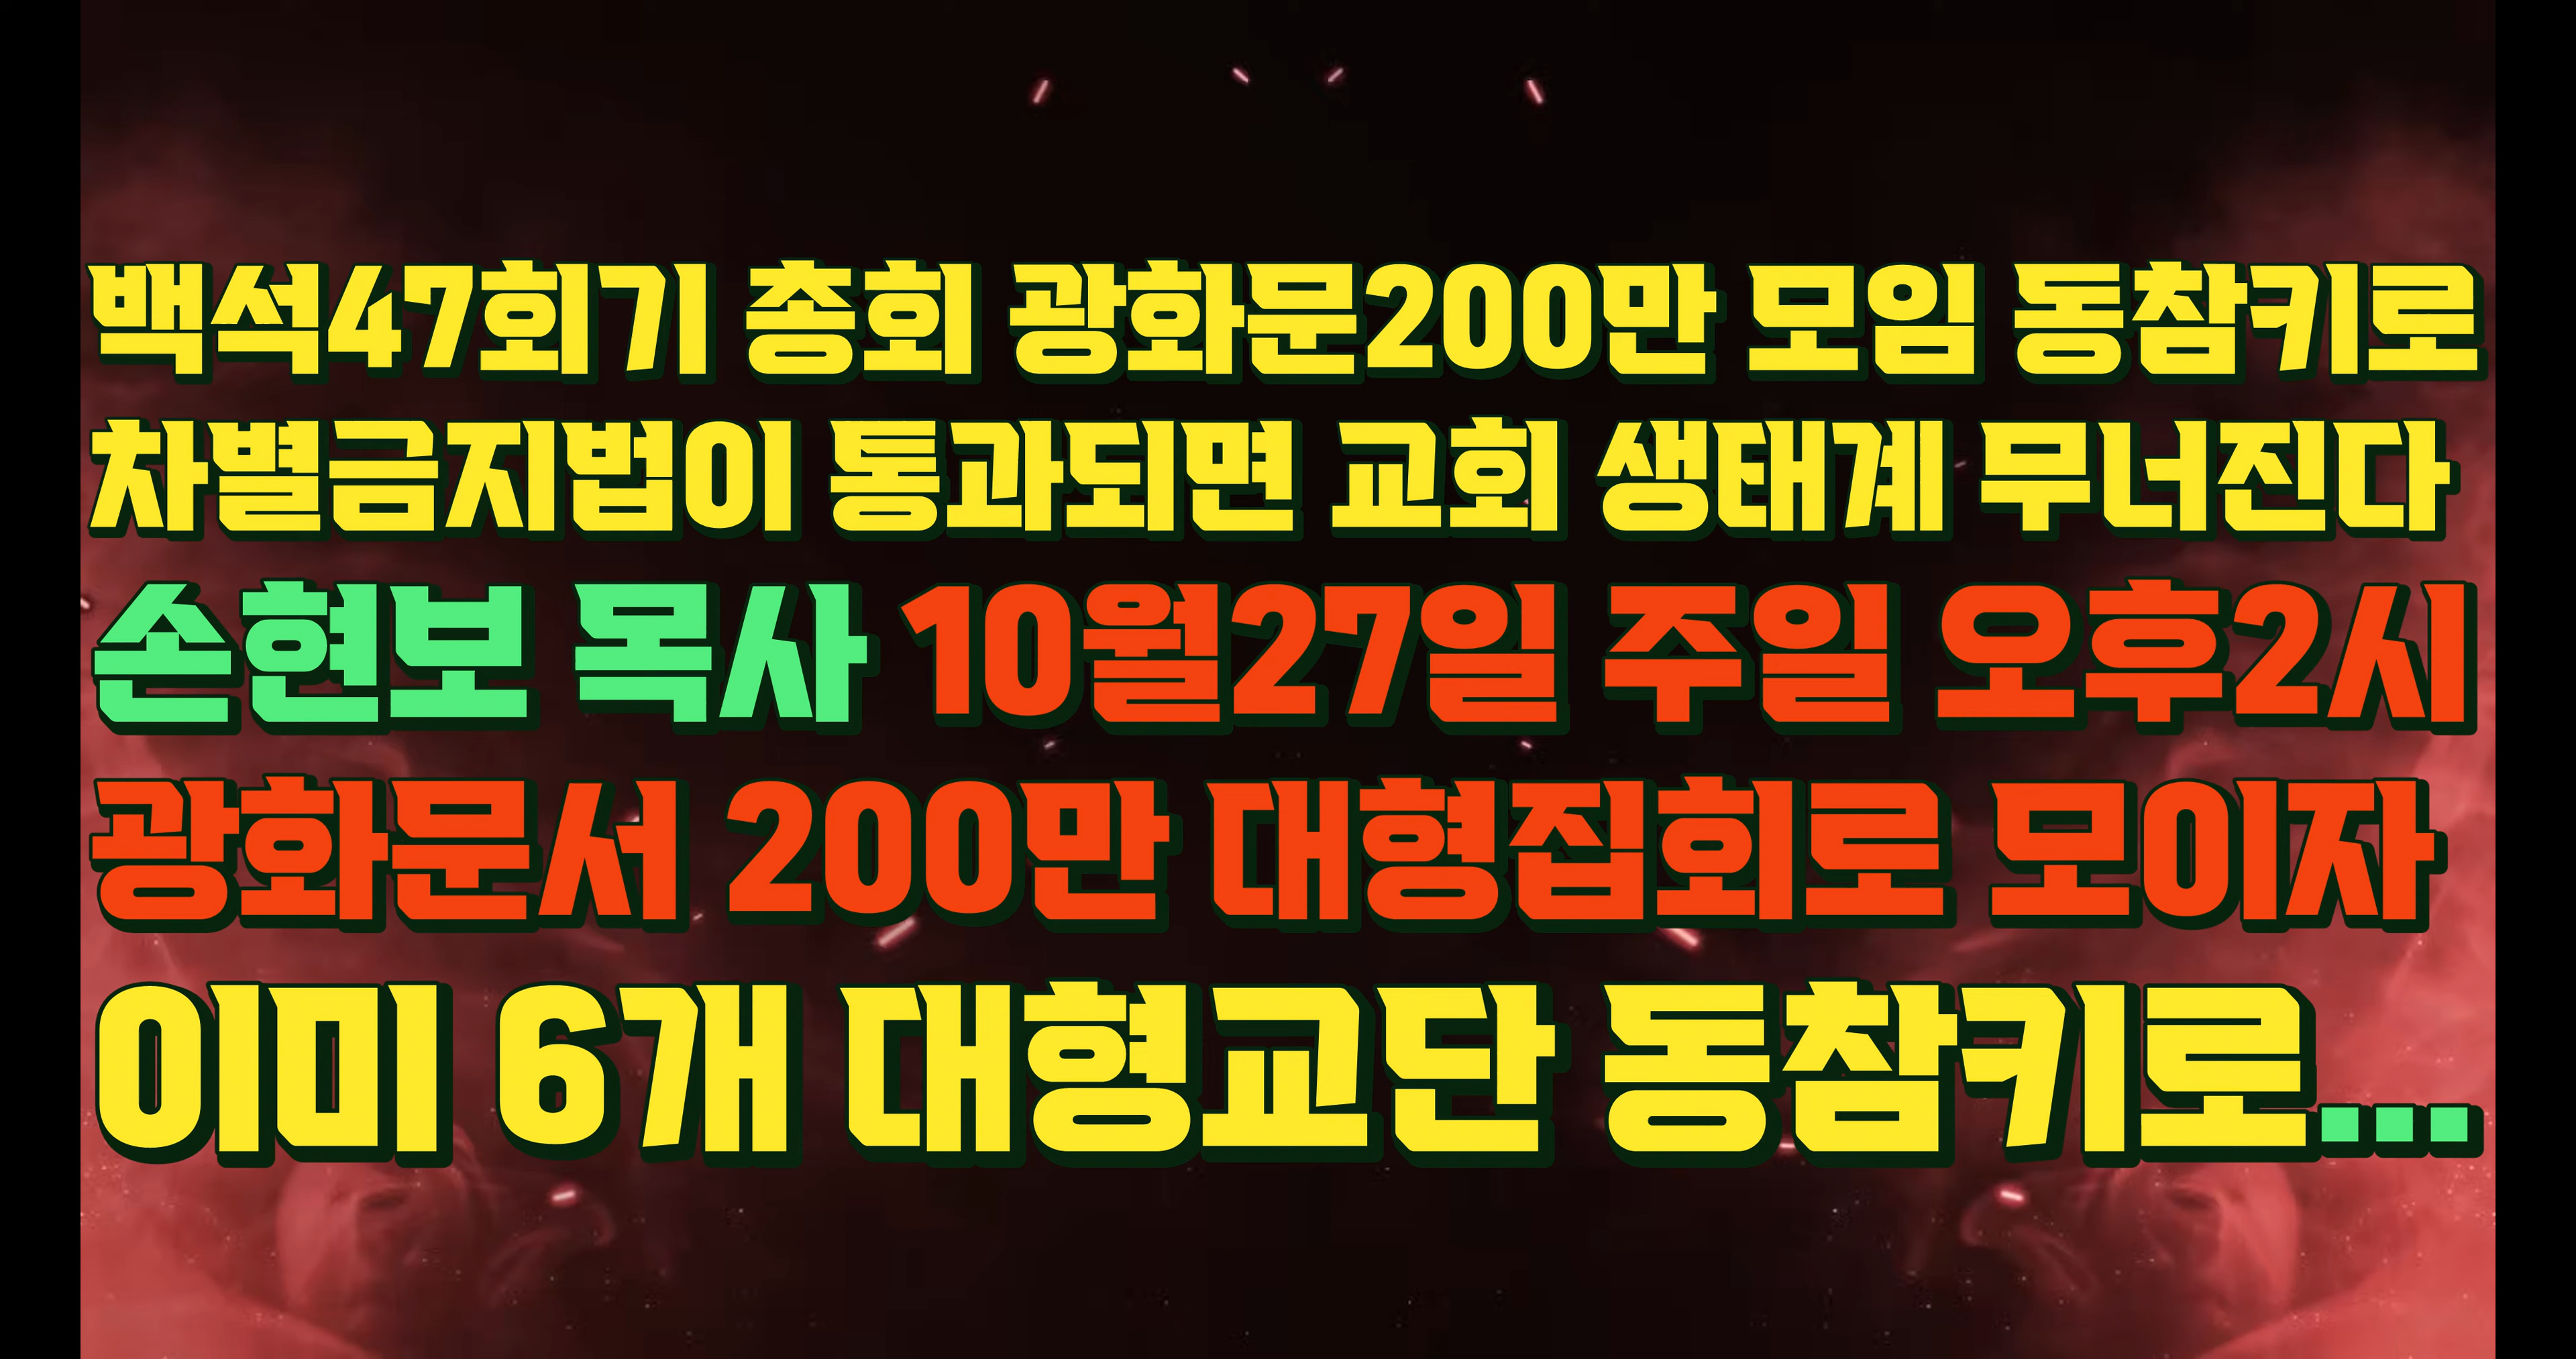 백석47회기 총회 광화문200만 모임 동참키로
차별금지법이 통과되면 교회 생태계 무너진다
손현보 목사 10월27일 주일 오후2시
광화문서 200만 대형집회로 모이자
이미 6개 대형교단 동참키로...